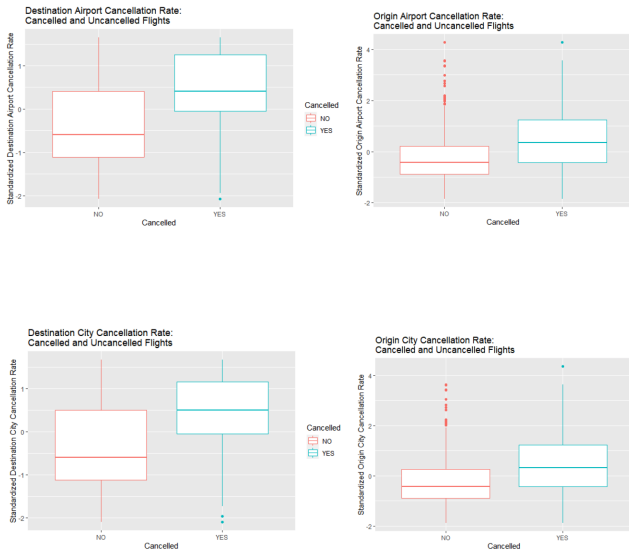 Destination Airport Cancellation Rate:
Cancelled and Uncancelled Flights
Standardized Destination Airport Cancellation Rate
1
0
-1
-2
NO
YES
Cancelled
Cancelled
NO
YES
Origin Airport Cancellation Rate:
Cancelled and Uncancelled Flights
Standardized Origin Airport Cancellation Rate
4
2
0
-2
NO
YES
Cancelled
Destination City Cancellation Rate:
Cancelled and Uncancelled Flights
Standardized Destination City Cancellation Rate
1
0
-1
-2
NO
YES
Cancelled
Cancelled
NO
YES
Origin City Cancellation Rate:
Cancelled and Uncancelled Flights
Standardized Origin City Cancellation Rate
4
2
0
-2
NO
YES
Cancelled